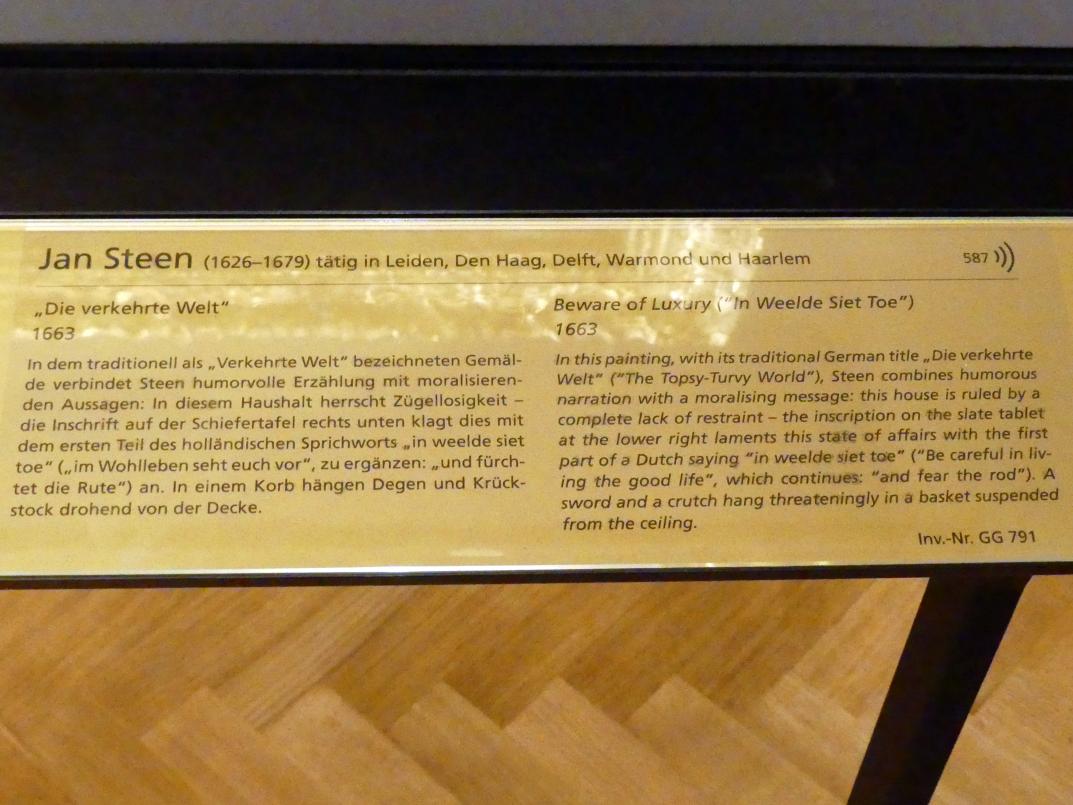 Jan Steen (1626–1679) tätig in Leiden, Den Haag, Delft, Warmond und Haarlem
587
„Die verkehrte Welt“
1663
In dem traditionell als „Verkehrte Welt“ bezeichneten Gemäl-
de verbindet Steen humorvolle Erzählung mit moralisieren-
den Aussagen: In diesem Haushalt herrscht Zügellosigkeit –
die Inschrift auf der Schiefertafel rechts unten klagt dies mit
dem ersten Teil des holländischen Sprichworts „in weelde siet
toe“ („im Wohlleben seht euch vor“, zu ergänzen: „und fürch-
tet die Rute“) an. In einem Korb hängen Degen und Krück-
stock drohend von der Decke.
Beware of Luxury (“In Weelde Siet Toe”)
1663
In this painting, with its traditional German title „Die verkehrte
Welt“ (“The Topsy-Turvy World”), Steen combines humorous
narration with a moralising message: this house is ruled by a
complete lack of restraint – the inscription on the slate tablet
at the lower right laments this state of affairs with the first
part of a Dutch saying “in weelde siet toe” (“Be careful in liv-
ing the good life”, which continues: “and fear the rod”). A
sword and a crutch hang threateningly in a basket suspended
from the ceiling.
Inv.-Nr. GG 791